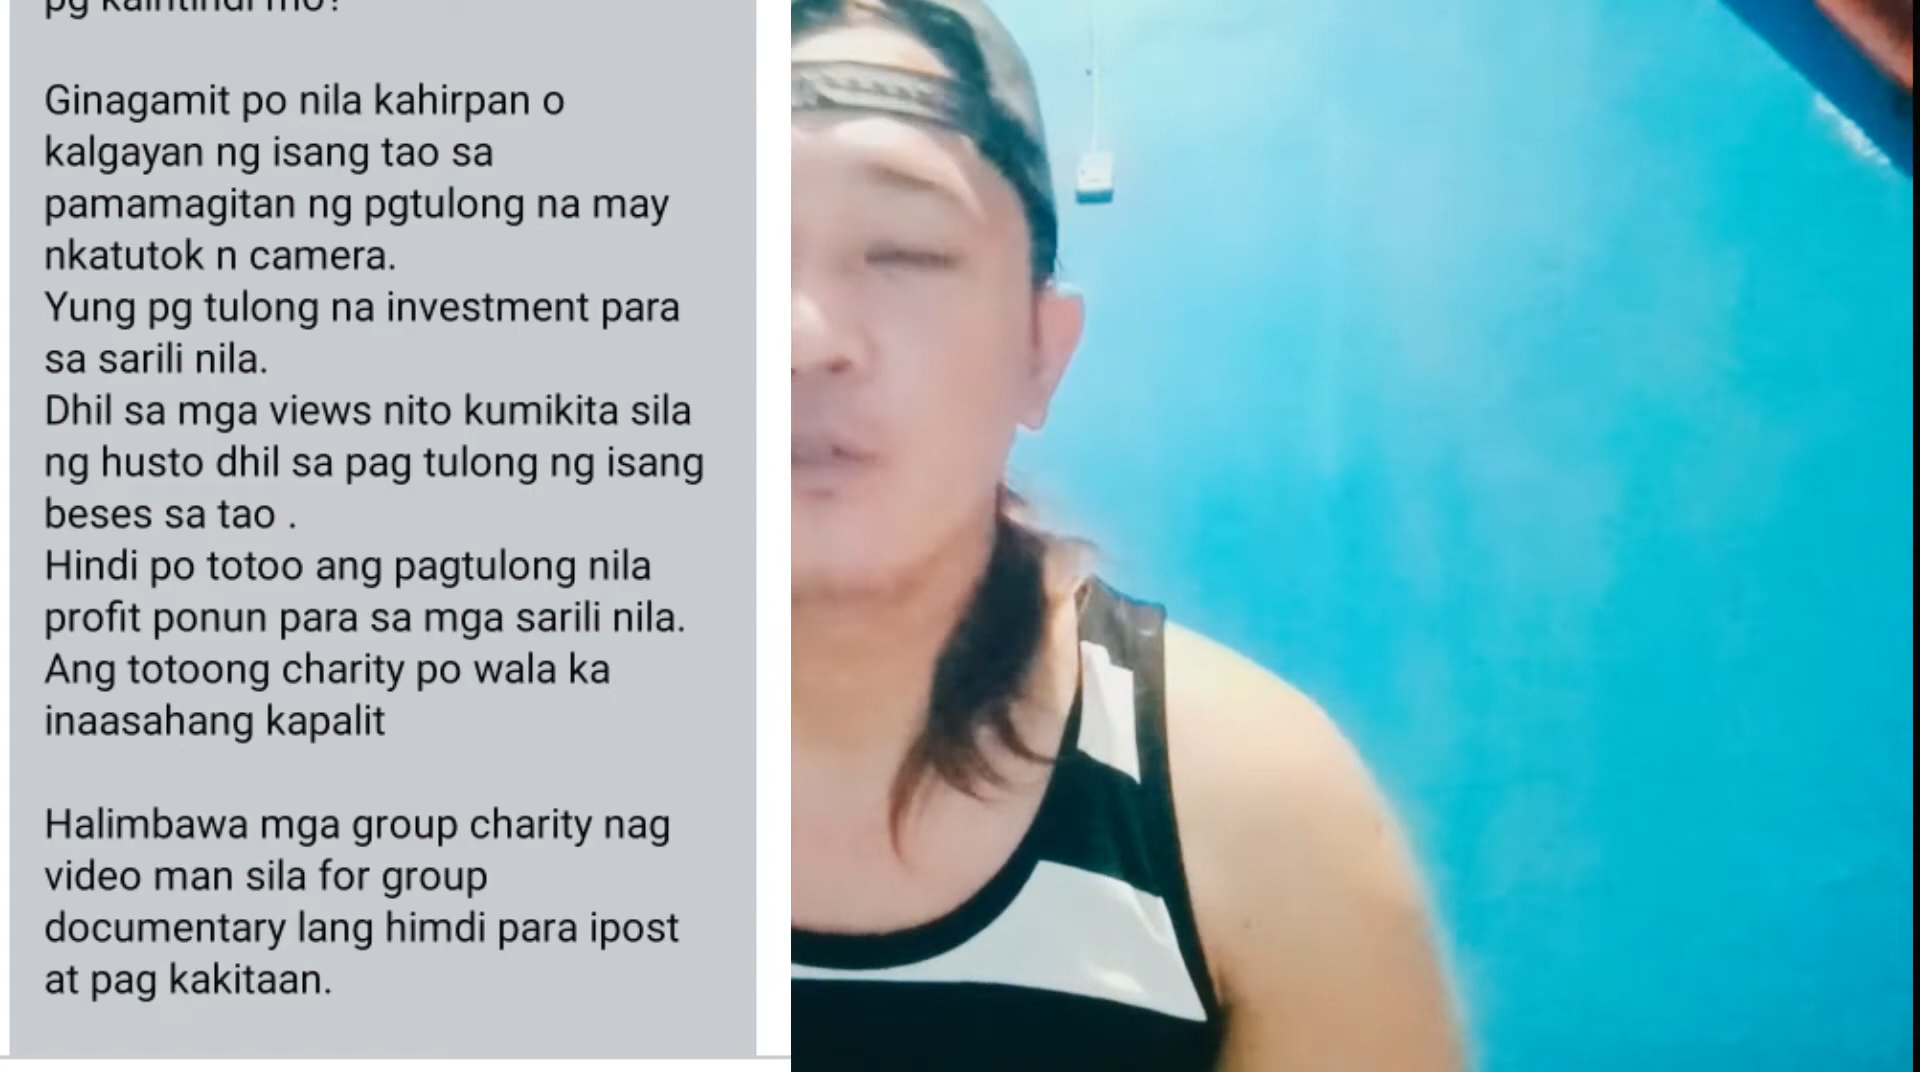 pg kaintindi mo?
Ginagamit po nila kahirpan o
kalgayan ng isang tao sa
pamamagitan ng pgtulong na may
nkatutok n camera.
Yung pg tulong na investment para
sa sarili nila.
Dhil sa mga views nito kumikita sila
ng husto dhil sa pag tulong ng isang
beses sa tao .
Hindi po totoo ang pagtulong nila
profit ponun para sa mga sarili nila.
Ang totoong charity po wala ka
inaasahang kapalit
Halimbawa mga group charity nag
video man sila for group
documentary lang himdi para ipost
at pag kakitaan.